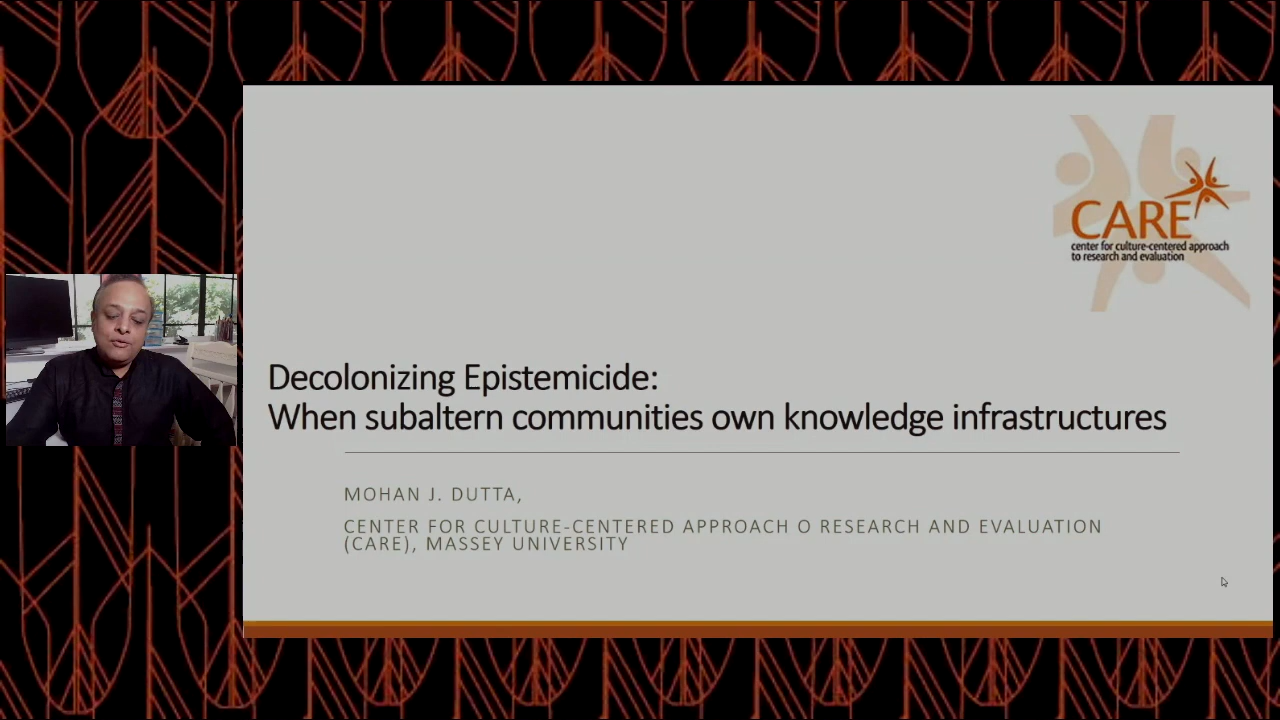 CARE
center for culture-centered approach
to research and evaluation
Decolonizing Epistemicide:
When subaltern communities own knowledge infrastructures
MOHAN J. DUTTA,
CENTER FOR CULTURE-CENTERED APPROACH O RESEARCH AND EVALUATION
(CARE), MASSEY UNIVERSITY